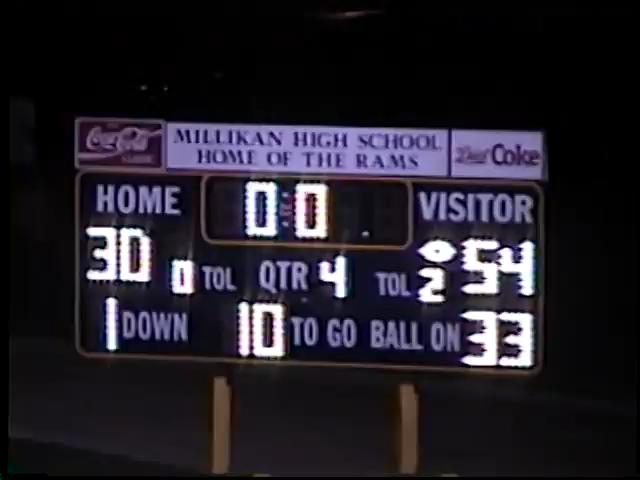 Coca-Cola CLASSIC
MILLIKAN HIGH SCHOOL
HOME OF THE RAMS
Diet Coke
HOME 0:0 VISITOR
30 0 TOL QTR 4 TOL 2 54
1 DOWN 10 TO GO BALL ON 33